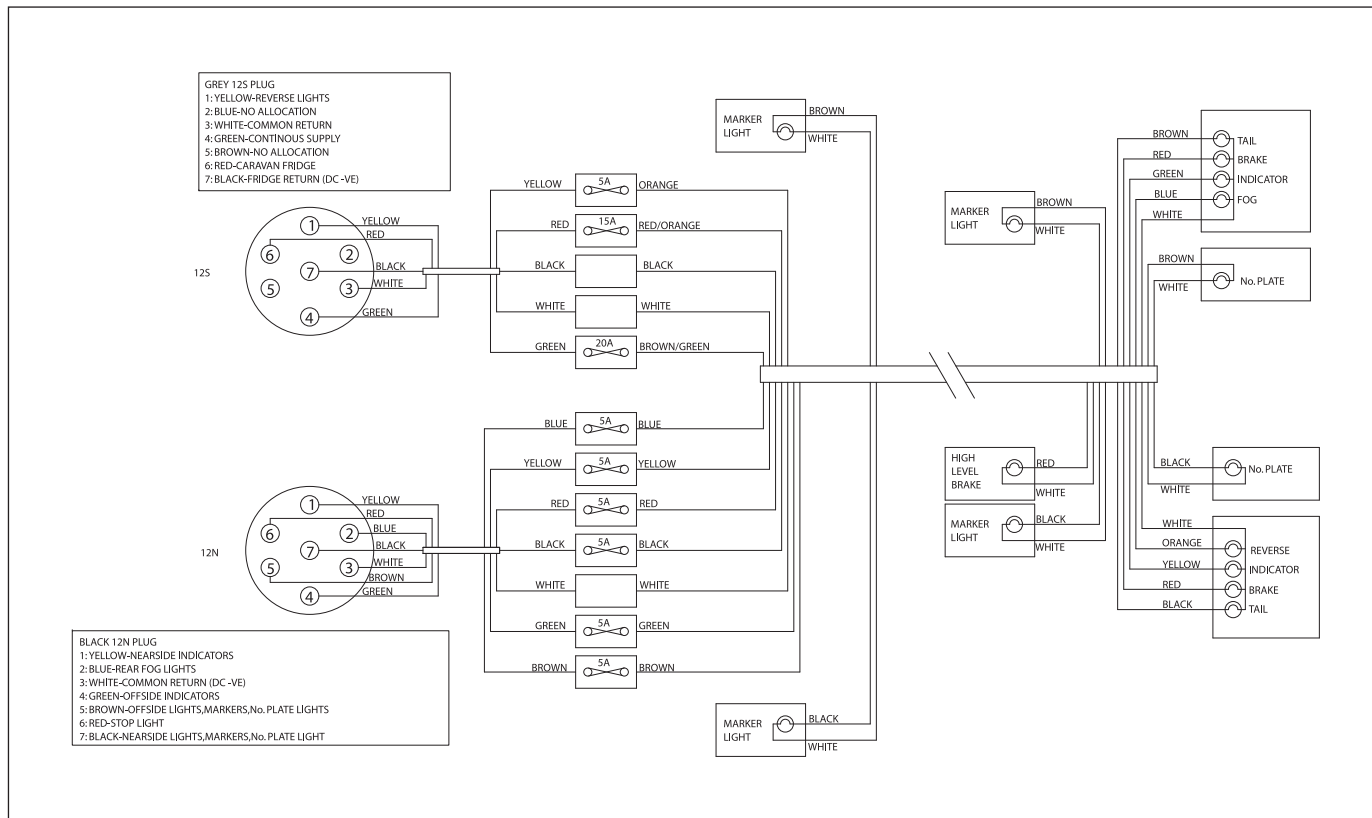 GREY 12S PLUG
1: YELLOW-REVERSE LIGHTS
2: BLUE-NO ALLOCATION
3: WHITE-COMMON RETURN
4: GREEN-CONTINOUS SUPPLY
5: BROWN-NO ALLOCATION
6: RED-CARAVAN FRIDGE
7: BLACK-FRIDGE RETURN (DC -VE)
12S
1
2
3
4
5
6
7
YELLOW
RED
BLACK
WHITE
GREEN
YELLOW 5A ORANGE
RED 15A RED/ORANGE
BLACK BLACK
WHITE WHITE
GREEN 20A BROWN/GREEN
BLUE 5A BLUE
YELLOW 5A YELLOW
RED 5A RED
BLACK 5A BLACK
WHITE WHITE
GREEN 5A GREEN
BROWN 5A BROWN
12N
1
2
3
4
5
6
7
YELLOW
RED
BLUE
BLACK
WHITE
BROWN
GREEN
BLACK 12N PLUG
1: YELLOW-NEARSIDE INDICATORS
2: BLUE-REAR FOG LIGHTS
3: WHITE-COMMON RETURN (DC -VE)
4: GREEN-OFFSIDE INDICATORS
5: BROWN-OFFSIDE LIGHTS,MARKERS,No. PLATE LIGHTS
6: RED-STOP LIGHT
7: BLACK-NEARSIDE LIGHTS,MARKERS,No. PLATE LIGHT
MARKER
LIGHT
BROWN
WHITE
MARKER
LIGHT
BLACK
WHITE
MARKER
LIGHT
BROWN
WHITE
HIGH
LEVEL
BRAKE
RED
WHITE
MARKER
LIGHT
BLACK
WHITE
BROWN TAIL
RED BRAKE
GREEN INDICATOR
BLUE FOG
WHITE
BROWN
WHITE No. PLATE
BLACK No. PLATE
WHITE
WHITE
ORANGE REVERSE
YELLOW INDICATOR
RED BRAKE
BLACK TAIL